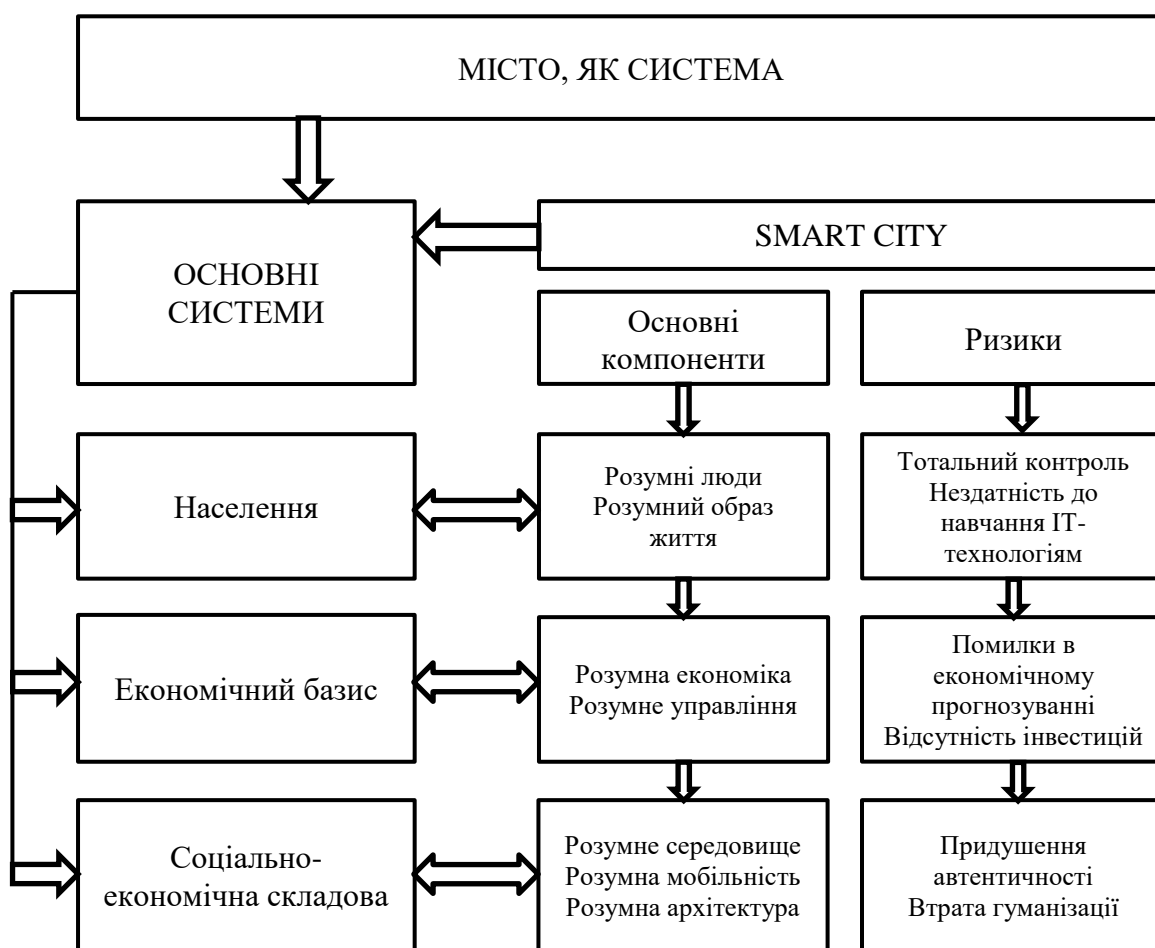 МІСТО, ЯК СИСТЕМА
SMART CITY
ОСНОВНІ
СИСТЕМИ
Основні
компоненти
Ризики
Населення
Розумні люди
Розумний образ
життя
Тотальний контроль
Нездатність до
навчання ІТ-
технологіям
Економічний базис
Розумна економіка
Розумне управління
Помилки в
економічному
прогнозуванні
Відсутність інвестицій
Соціально-
економічна складова
Розумне середовище
Розумна мобільність
Розумна архітектура
Придушення
автентичності
Втрата гуманізації